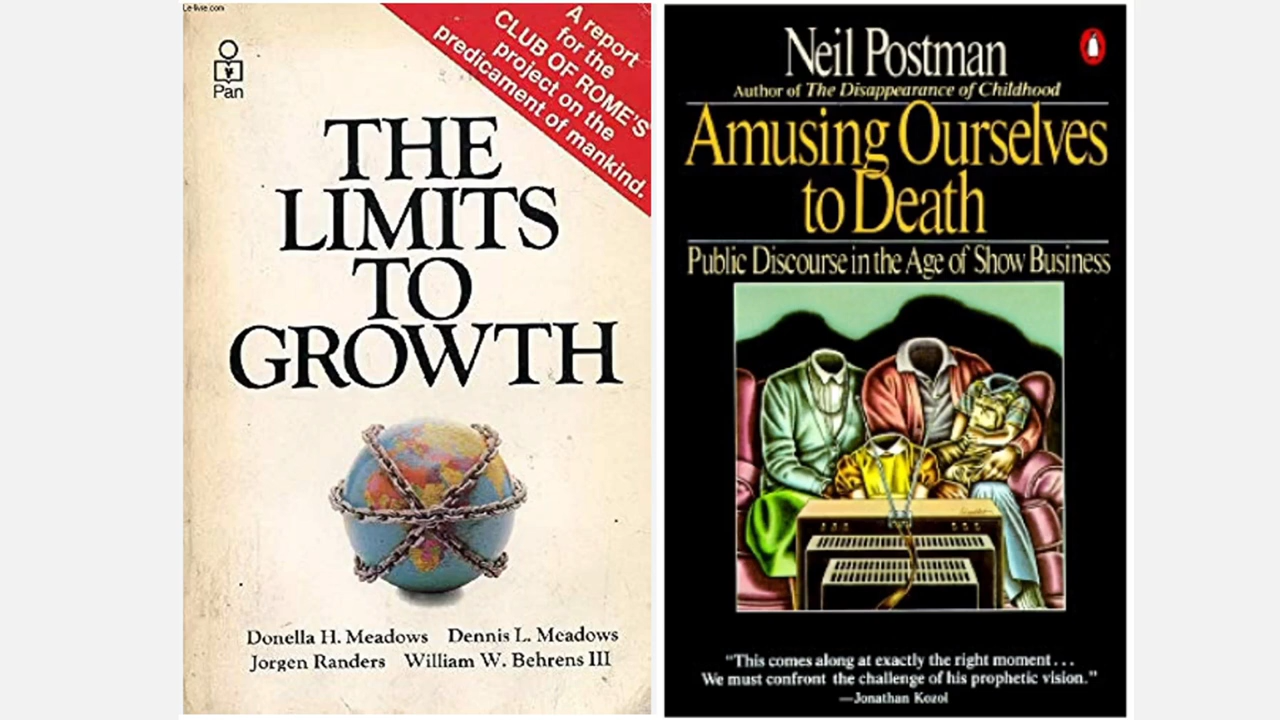 Le-livre.com
Pan
A report
for the
CLUB OF ROME'S
project on the
predicament of mankind.
THE
LIMITS
TO
GROWTH
Donella H. Meadows Dennis L. Meadows
Jorgen Randers William W. Behrens III
Neil Postman
Author of The Disappearance of Childhood
Amusing Ourselves
to Death
Public Discourse in the Age of Show Business
"This comes along at exactly the right moment...
We must confront the challenge of his prophetic vision."
—Jonathan Kozol